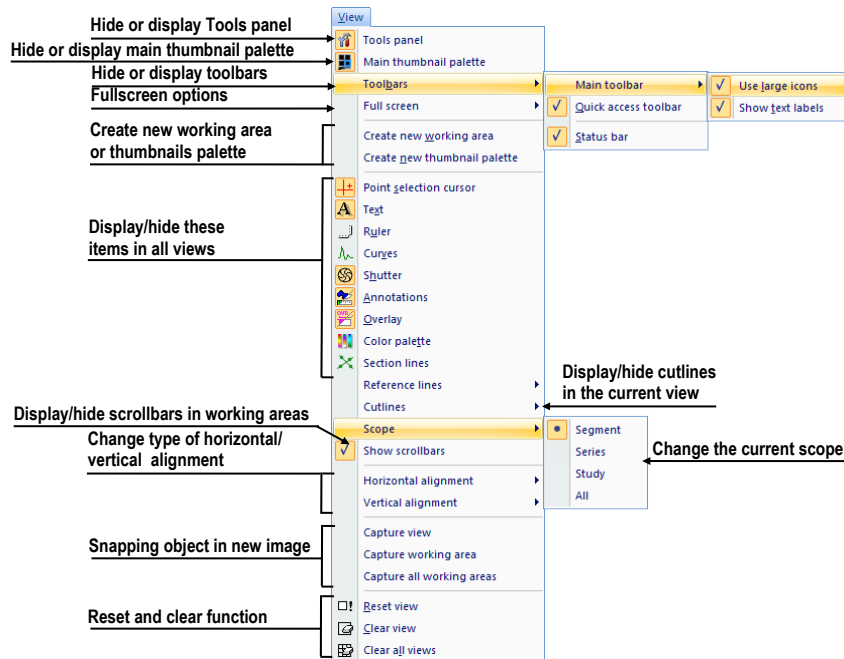 View
Hide or display Tools panel
Tools panel
Hide or display main thumbnail palette
Main thumbnail palette
Hide or display toolbars
Toolbars
Main toolbar
Use large icons
Fullscreen options
Full screen
Quick access toolbar
Show text labels
Create new working area
or thumbnails palette
Create new working area
Status bar
Create new thumbnail palette
Display/hide these
items in all views
Point selection cursor
Text
Ruler
Curves
Shutter
Annotations
Overlay
Color palette
Section lines
Reference lines
Cutlines
Display/hide cutlines
in the current view
Display/hide scrollbars in working areas
Scope
Segment
Series
Study
All
Change the current scope
Show scrollbars
Change type of horizontal/
vertical alignment
Horizontal alignment
Vertical alignment
Snapping object in new image
Capture view
Capture working area
Capture all working areas
Reset and clear function
Reset view
Clear view
Clear all views